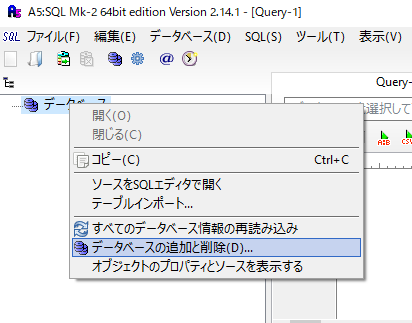 A5:SQL Mk-2 64bit edition Version 2.14.1 - [Query-1]
SQL ファイル(F) 編集(E) データベース(D) SQL(S) ツール(T) 表示(V)
Query-
データベース
開く(O)
閉じる(C)
コピー(C) Ctrl+C
ソースをSQLエディタで開く
テーブルインポート...
すべてのデータベース情報の再読み込み
データベースの追加と削除(D)...
オブジェクトのプロパティとソースを表示する
選択して
A;B
CSV